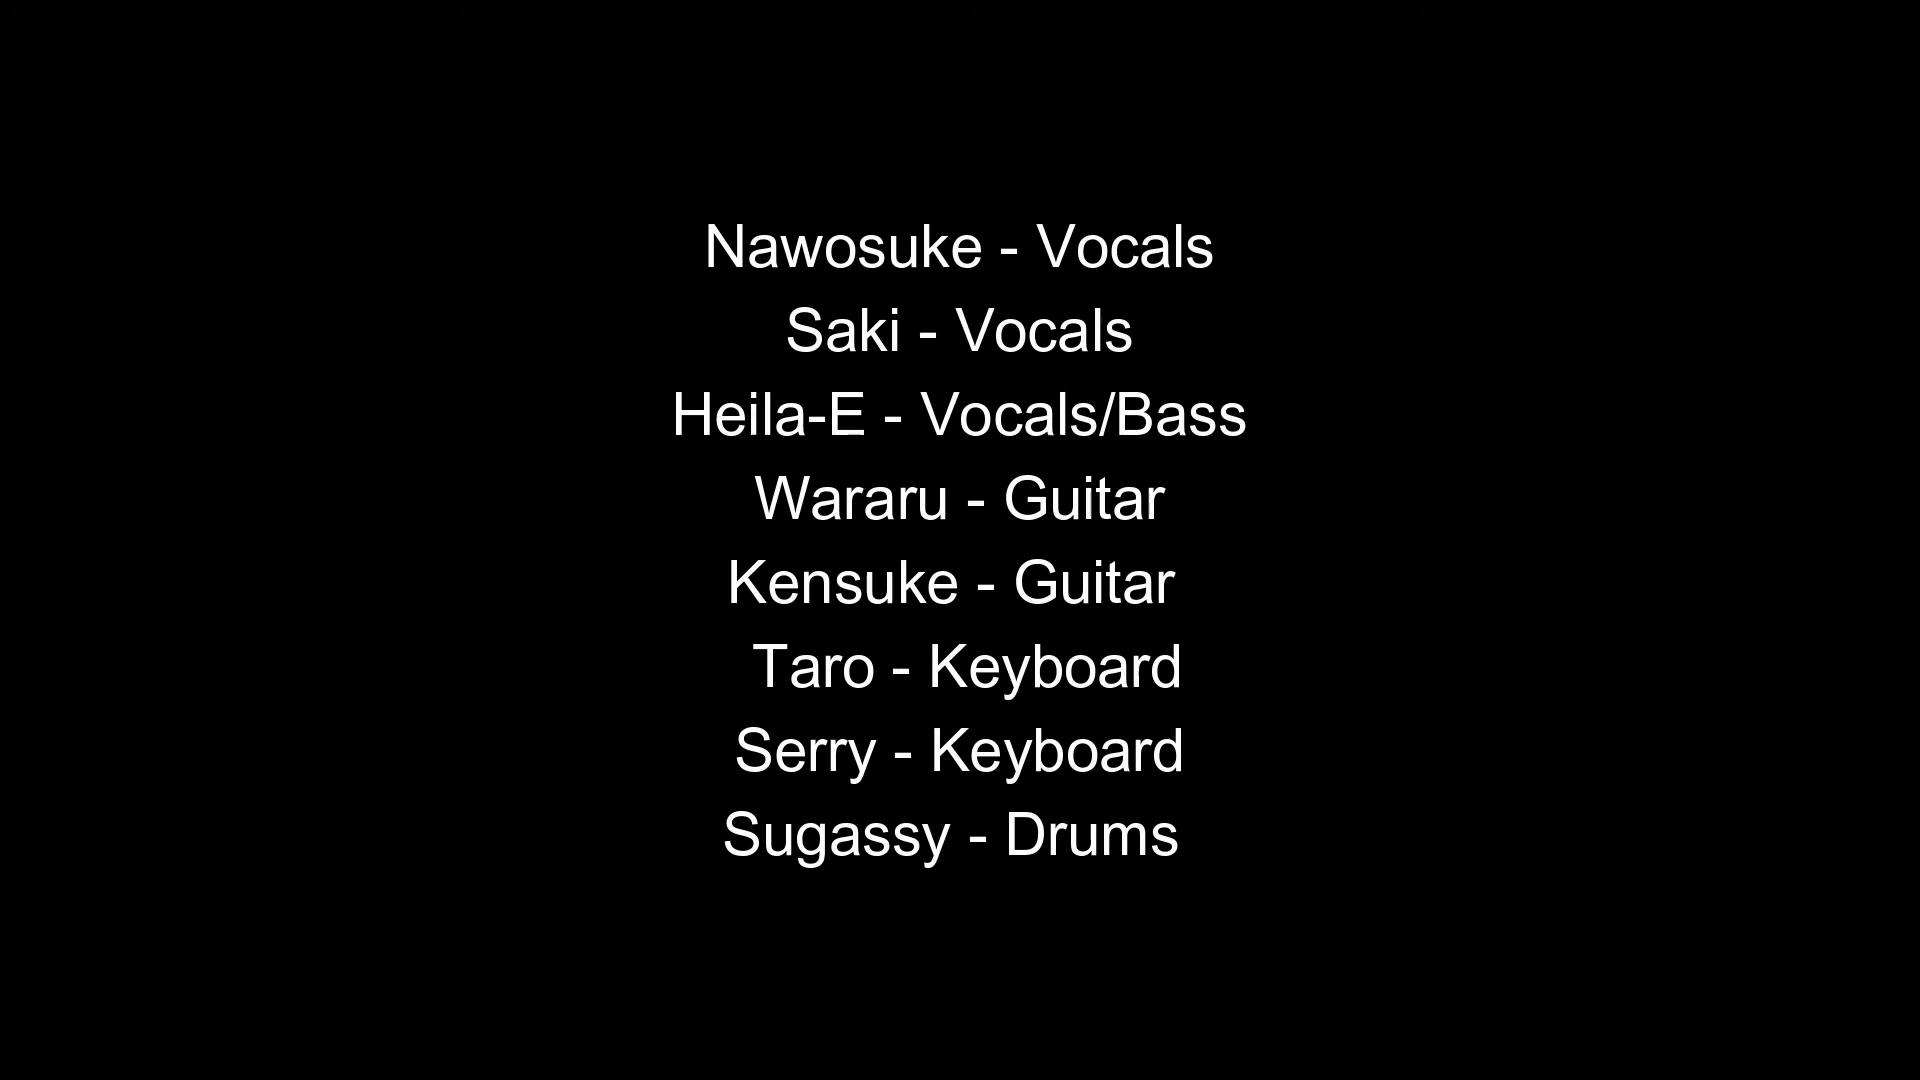 Nawosuke - Vocals
Saki - Vocals
Heila-E - Vocals/Bass
Wararu - Guitar
Kensuke - Guitar
Taro - Keyboard
Serry - Keyboard
Sugassy - Drums